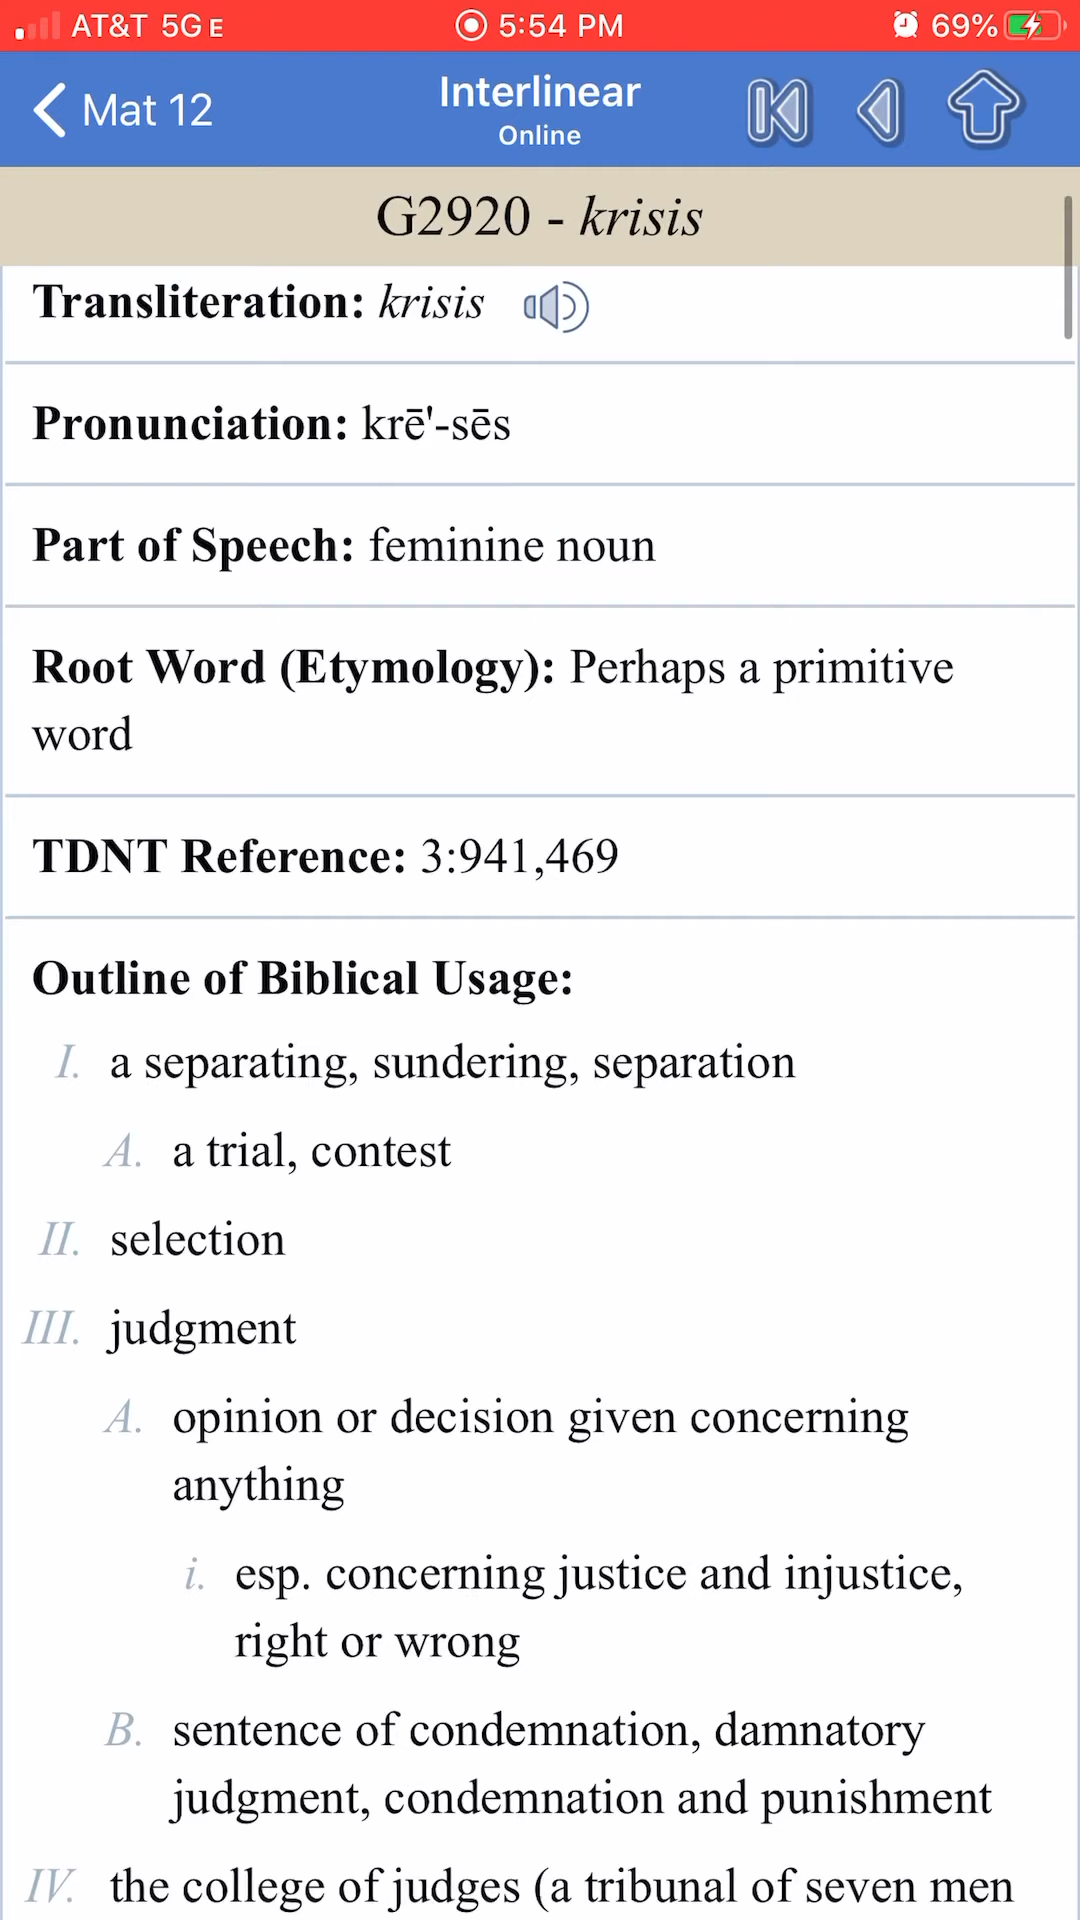 AT&T 5G E 5:54 PM 69%
Mat 12 Interlinear
Online
G2920 - krisis
Transliteration: krisis
Pronunciation: krē'-sēs
Part of Speech: feminine noun
Root Word (Etymology): Perhaps a primitive
word
TDNT Reference: 3:941,469
Outline of Biblical Usage:
I. a separating, sundering, separation
A. a trial, contest
II. selection
III. judgment
A. opinion or decision given concerning
anything
i. esp. concerning justice and injustice,
right or wrong
B. sentence of condemnation, damnatory
judgment, condemnation and punishment
IV. the college of judges (a tribunal of seven men